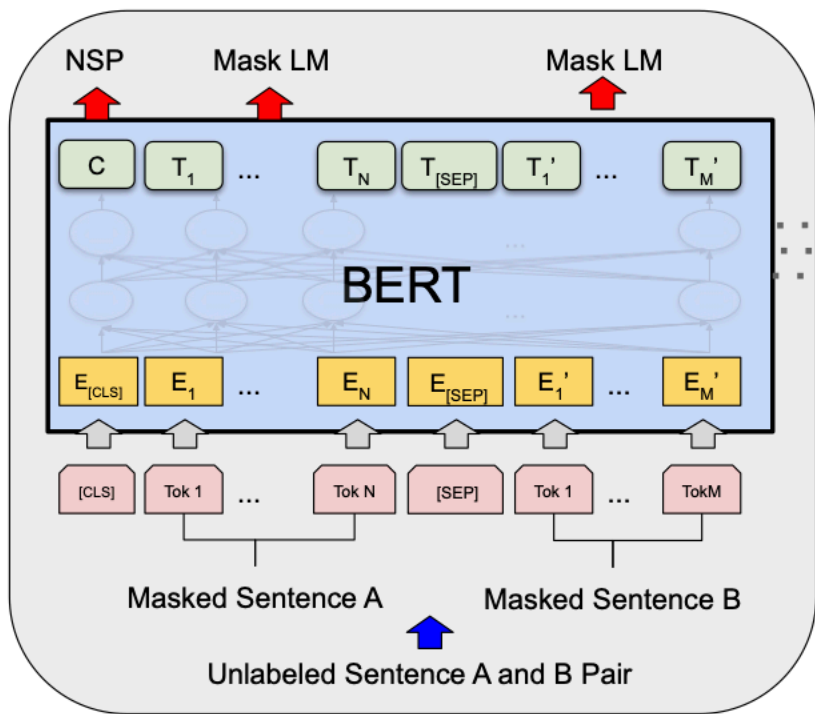 NSP Mask LM Mask LM
C T1 ... TN T[SEP] T1' ... TM'
...
BERT
...
E[CLS] E1 ... EN E[SEP] E1' ... EM'
[CLS] Tok 1 ... Tok N [SEP] Tok 1 ... TokM
Masked Sentence A Masked Sentence B
Unlabeled Sentence A and B Pair